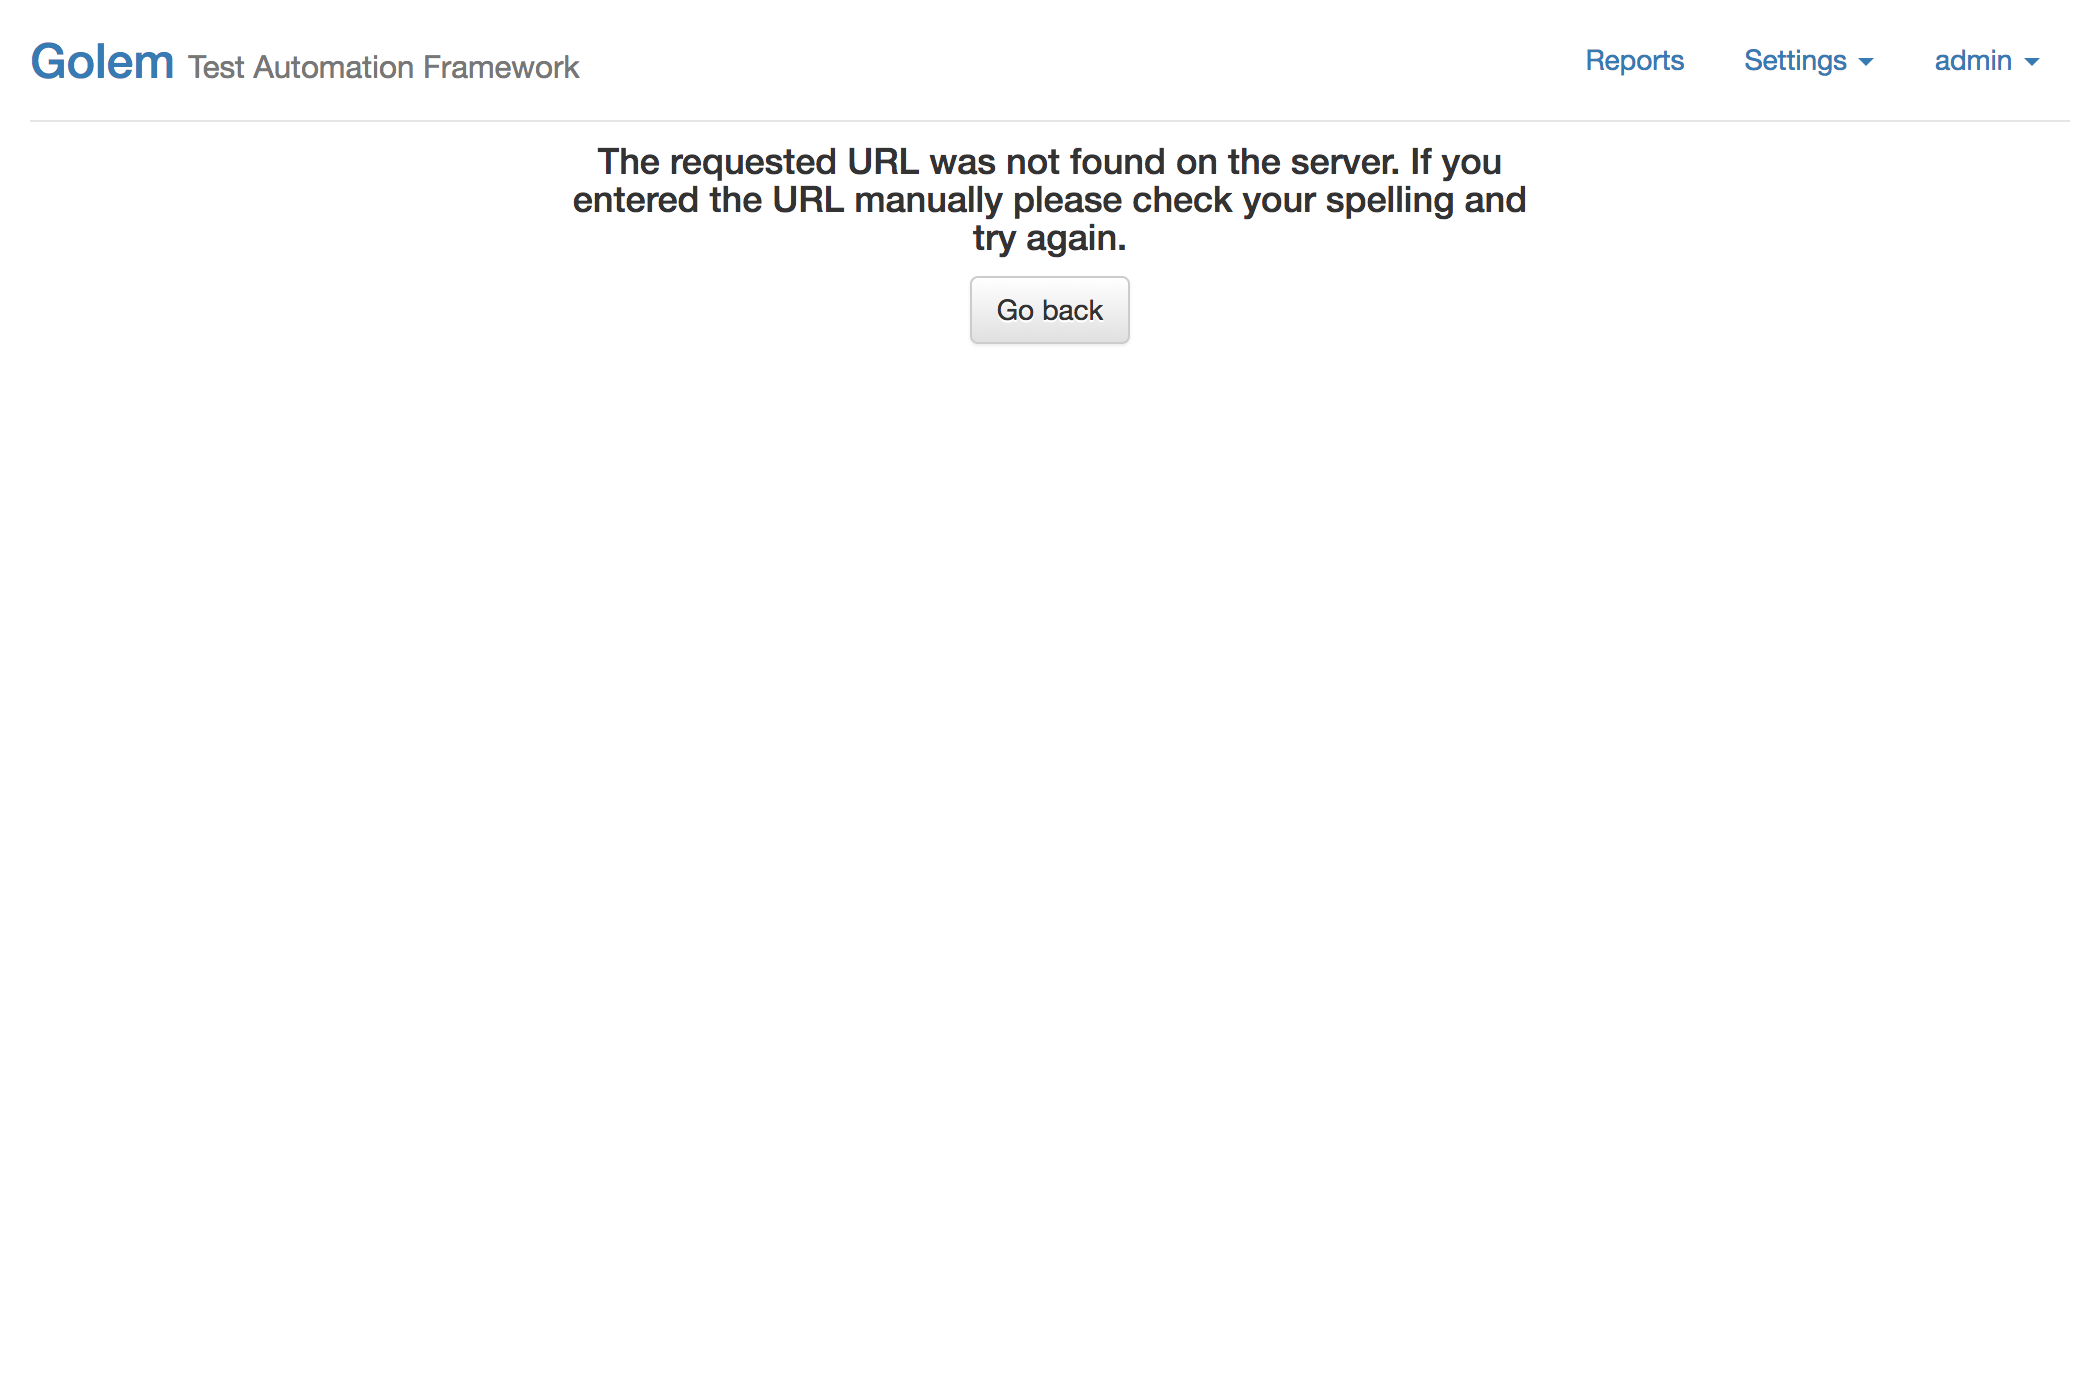 Golem Test Automation Framework
Reports Settings admin
The requested URL was not found on the server. If you
entered the URL manually please check your spelling and
try again.
Go back